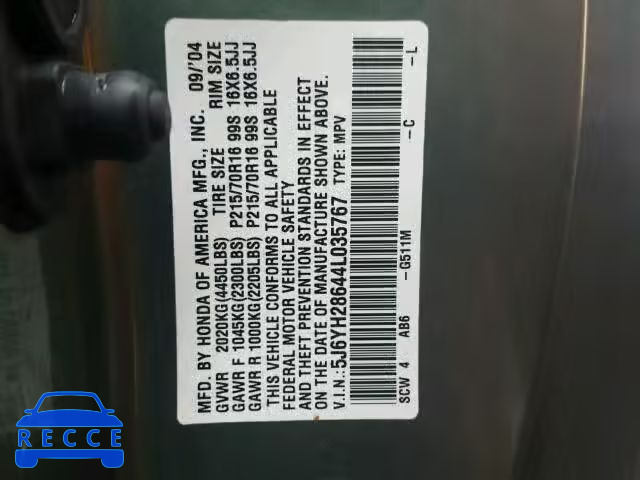 MFD. BY HONDA OF AMERICA MFG., INC. 09/'04
GVWR 2020KG(4450LBS) TIRE SIZE RIM SIZE
GAWR F 1045KG(2300LBS) P215/70R16 99S 16X6.5JJ
GAWR R 1000KG(2205LBS) P215/70R16 99S 16X6.5JJ
THIS VEHICLE CONFORMS TO ALL APPLICABLE
FEDERAL MOTOR VEHICLE SAFETY
AND THEFT PREVENTION STANDARDS IN EFFECT
ON THE DATE OF MANUFACTURE SHOWN ABOVE.
V.I.N.: 5J6YH28644L035767 TYPE: MPV
SCW 4 AB6 -G511M -C -L
RECCE